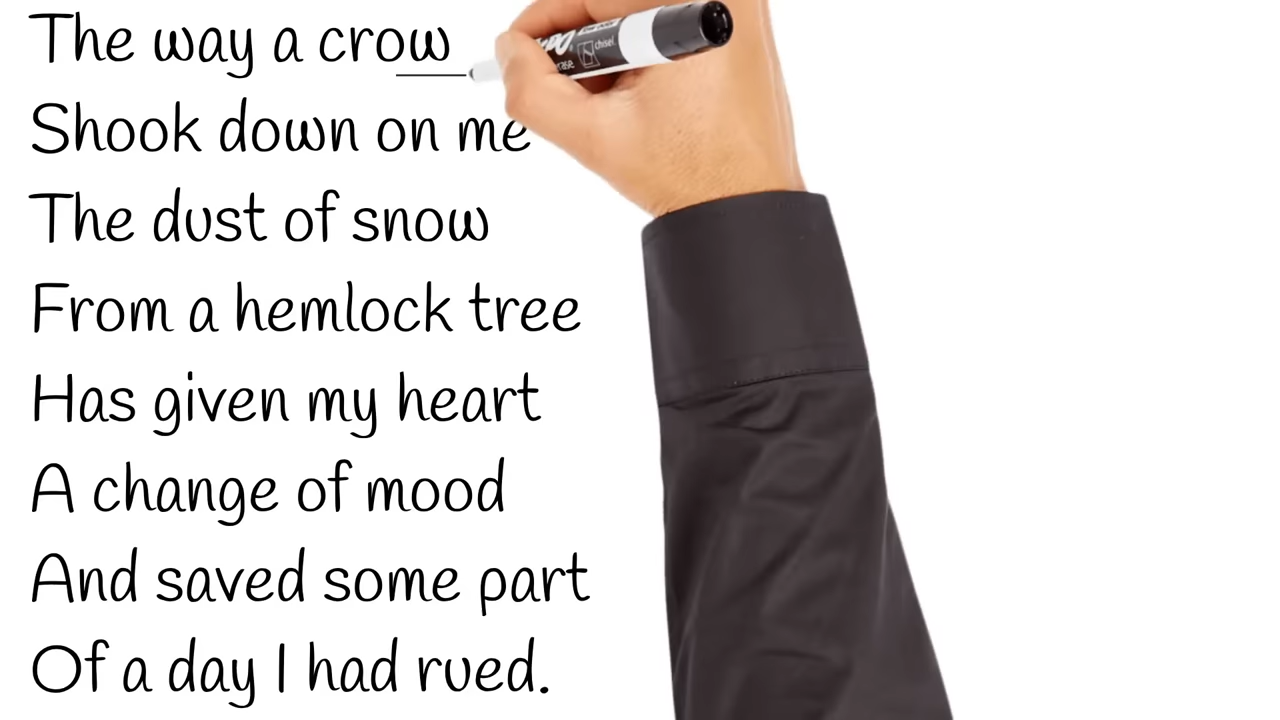 The way a crow
Shook down on me
The dust of snow
From a hemlock tree
Has given my heart
A change of mood
And saved some part
Of a day I had rued.
chisel